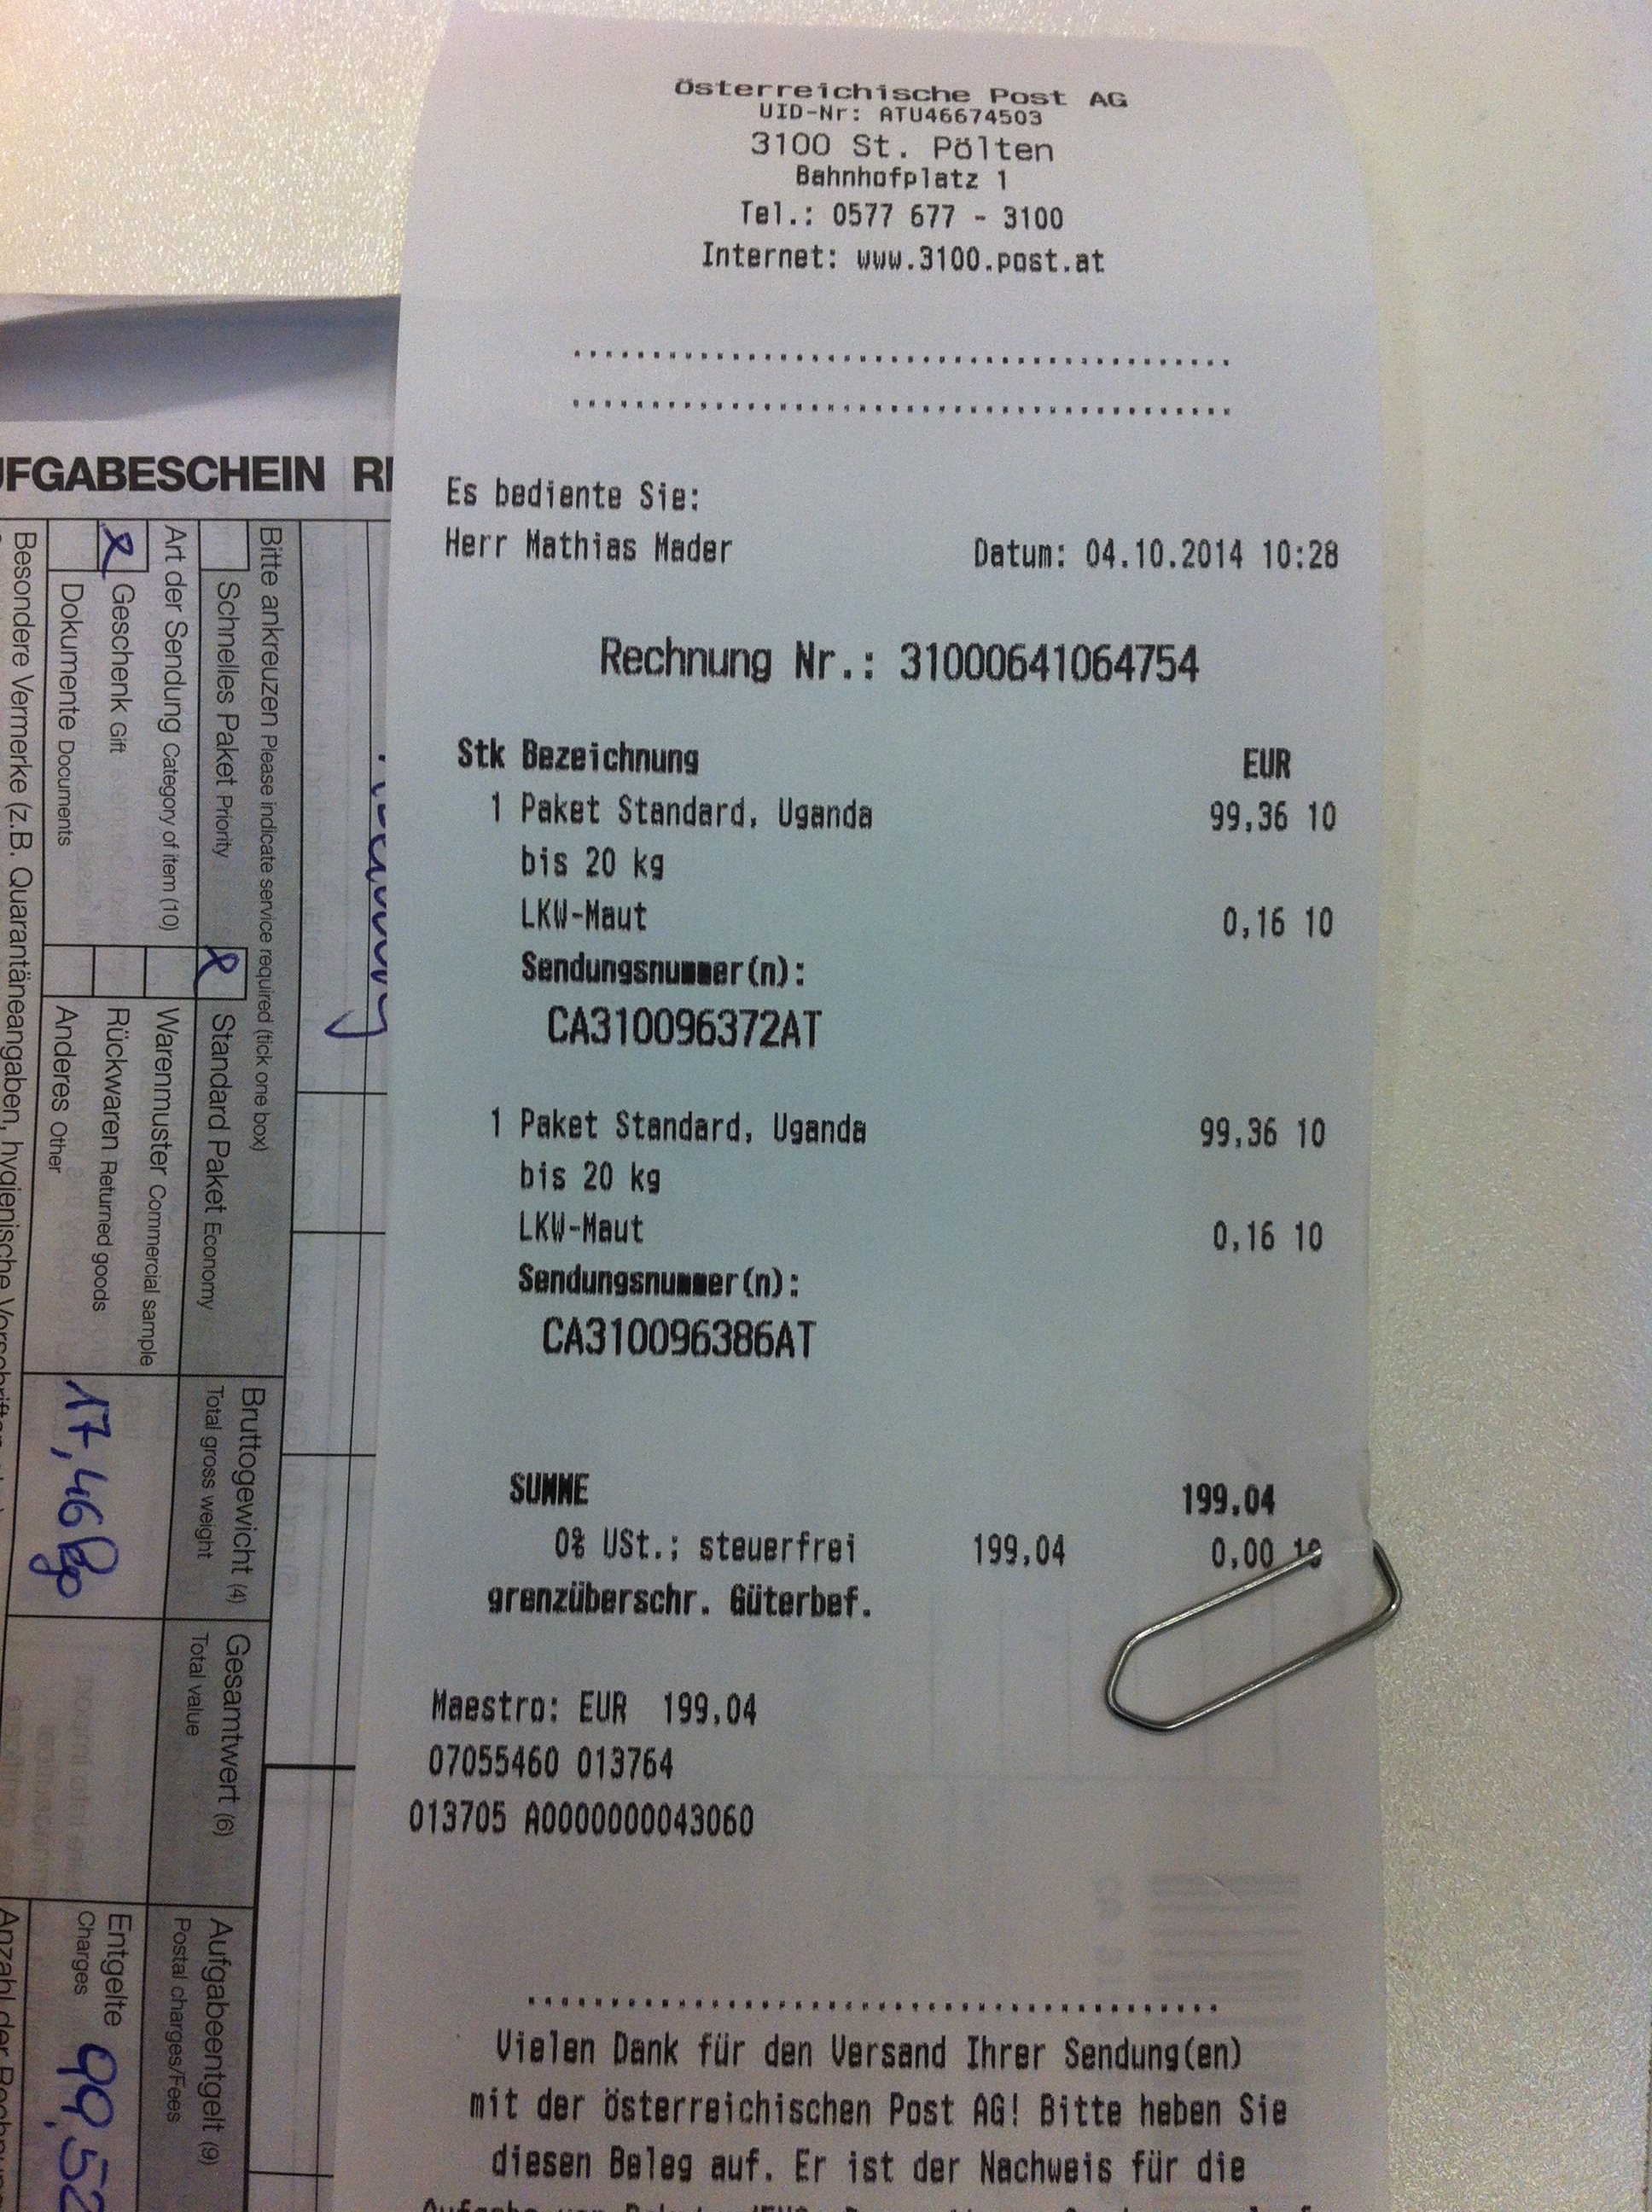 Österreichische Post AG
UID-Nr: ATU46674503
3100 St. Pölten
Bahnhofplatz 1
Tel.: 0577 677 - 3100
Internet: www.3100.post.at
Es bediente Sie:
Herr Mathias Mader Datum: 04.10.2014 10:28
Rechnung Nr.: 31000641064754
Stk Bezeichnung EUR
1 Paket Standard, Uganda 99,36 10
bis 20 kg
LKW-Maut 0,16 10
Sendungsnummer(n):
CA310096372AT
1 Paket Standard, Uganda 99,36 10
bis 20 kg
LKW-Maut 0,16 10
Sendungsnummer(n):
CA310096386AT
SUMME 199,04
0% USt.: steuerfrei 199,04 0,00 10
grenzüberschr. Güterbef.
Maestro: EUR 199,04
07055460 013764
013705 A0000000043060
Vielen Dank für den Versand Ihrer Sendung(en)
mit der Österreichischen Post AG! Bitte heben Sie
diesen Beleg auf. Er ist der Nachweis für die
UFGABESCHEIN
Bitte ankreuzen Please indicate service required (tick one box)
Schnelles Paket Priority
Standard Paket Economy
Art der Sendung Category of item (10)
Warenmuster Commercial sample
Geschenk Gift
Rückwaren Returned goods
Dokumente Documents
Anderes Other
Besondere Vermerke (z.B. Quarantäneangaben, hygienische
Bruttogewicht (4)
Total gross weight
17,46 kg
Gesamtwert (6)
Total value
Aufgabeentgelt (9)
Postal charges/Fees
Entgelte
Charges
99,52
Anzahl der